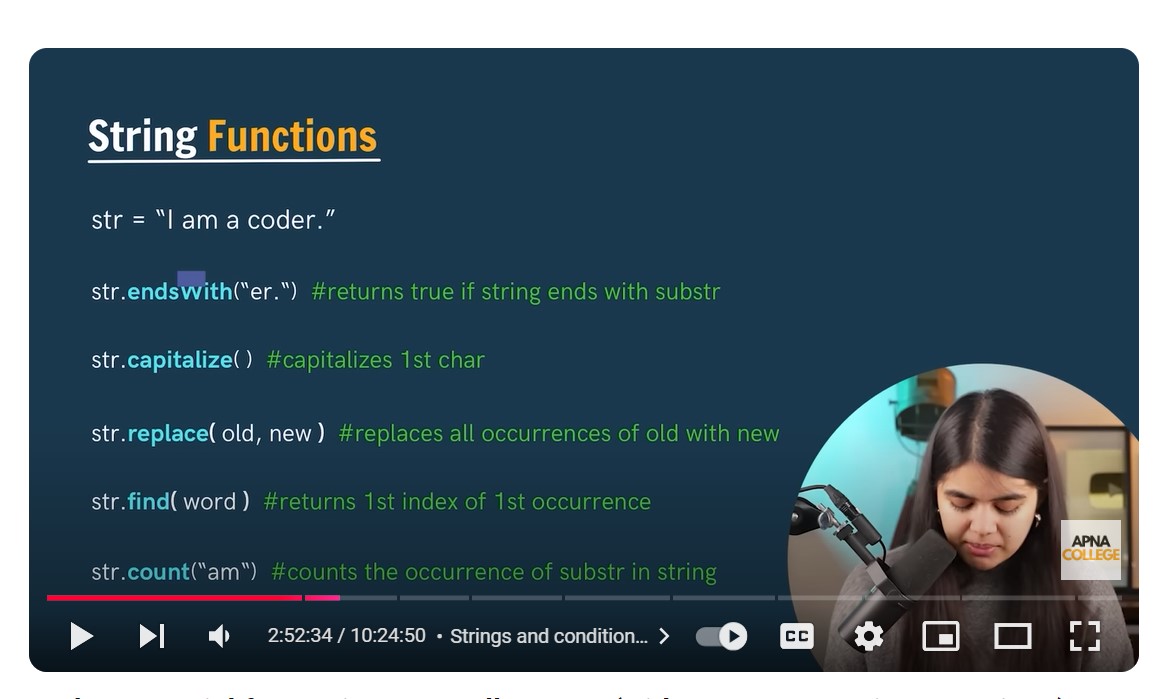 String Functions
str = “I am a coder.”
str.endsWith(“er.“) #returns true if string ends with substr
str.capitalize( ) #capitalizes 1st char
str.replace( old, new ) #replaces all occurrences of old with new
str.find( word ) #returns 1st index of 1st occurrence
str.count(“am“) #counts the occurrence of substr in string
APNA
COLLEGE
2:52:34 / 10:24:50 • Strings and condition... >
CC